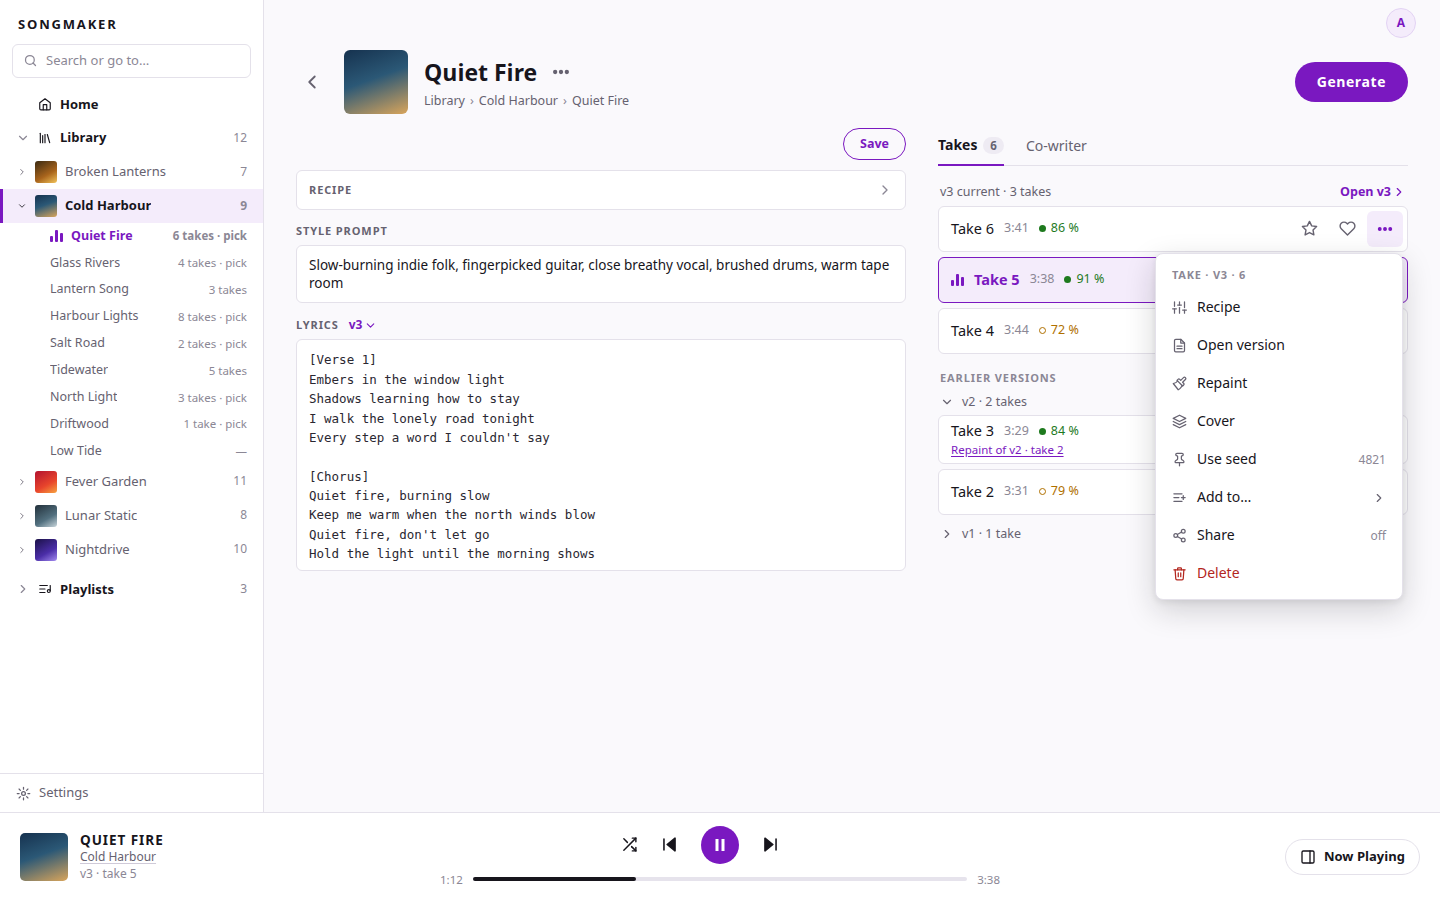 SONGMAKER
Search or go to...
Home
Library 12
Broken Lanterns 7
Cold Harbour 9
Quiet Fire 6 takes · pick
Glass Rivers 4 takes · pick
Lantern Song 3 takes
Harbour Lights 8 takes · pick
Salt Road 2 takes · pick
Tidewater 5 takes
North Light 3 takes · pick
Driftwood 1 take · pick
Low Tide —
Fever Garden 11
Lunar Static 8
Nightdrive 10
Playlists 3
Settings
A
Quiet Fire
Library › Cold Harbour › Quiet Fire
Generate
Save
RECIPE
STYLE PROMPT
Slow-burning indie folk, fingerpicked guitar, close breathy vocal, brushed drums, warm tape
room
LYRICS v3
[Verse 1]
Embers in the window light
Shadows learning how to stay
I walk the lonely road tonight
Every step a word I couldn't say
[Chorus]
Quiet fire, burning slow
Keep me warm when the north winds blow
Quiet fire, don't let go
Hold the light until the morning shows
Takes 6 Co-writer
v3 current · 3 takes Open v3
Take 6 3:41 86 %
Take 5 3:38 91 %
Take 4 3:44 72 %
EARLIER VERSIONS
v2 · 2 takes
Take 3 3:29 84 %
Repaint of v2 · take 2
Take 2 3:31 79 %
v1 · 1 take
TAKE · V3 · 6
Recipe
Open version
Repaint
Cover
Use seed 4821
Add to...
Share off
Delete
QUIET FIRE
Cold Harbour
v3 · take 5
1:12 3:38
Now Playing